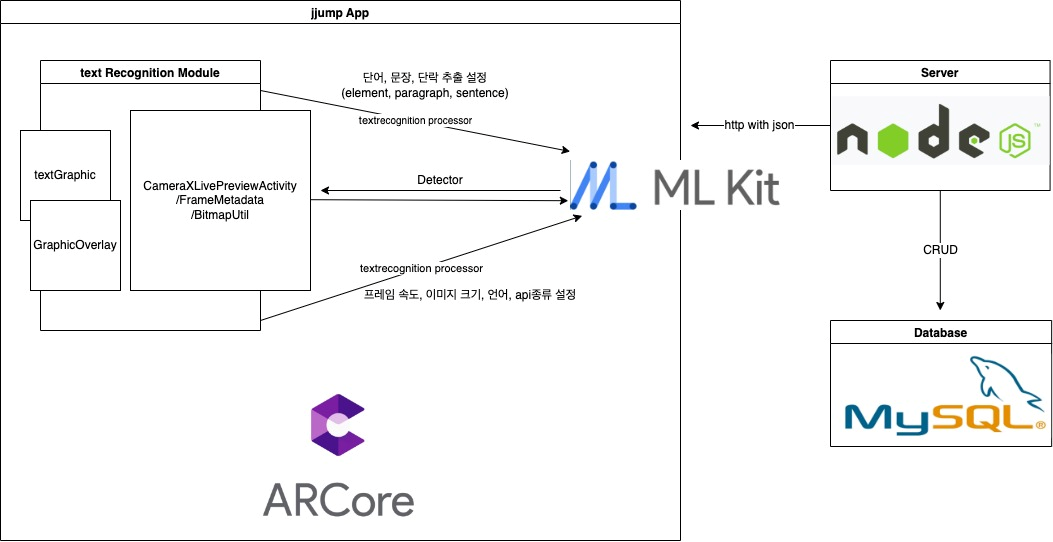 jjump App
text Recognition Module
단어, 문장, 단락 추출 설정
(element, paragraph, sentence)
textrecognition processor
textGraphic
GraphicOverlay
CameraXLivePreviewActivity
/FrameMetadata
/BitmapUtil
Detector
ML Kit
textrecognition processor
프레임 속도, 이미지 크기, 언어, api종류 설정
ARCore
http with json
Server
node
JS
™
CRUD
Database
MySQL®